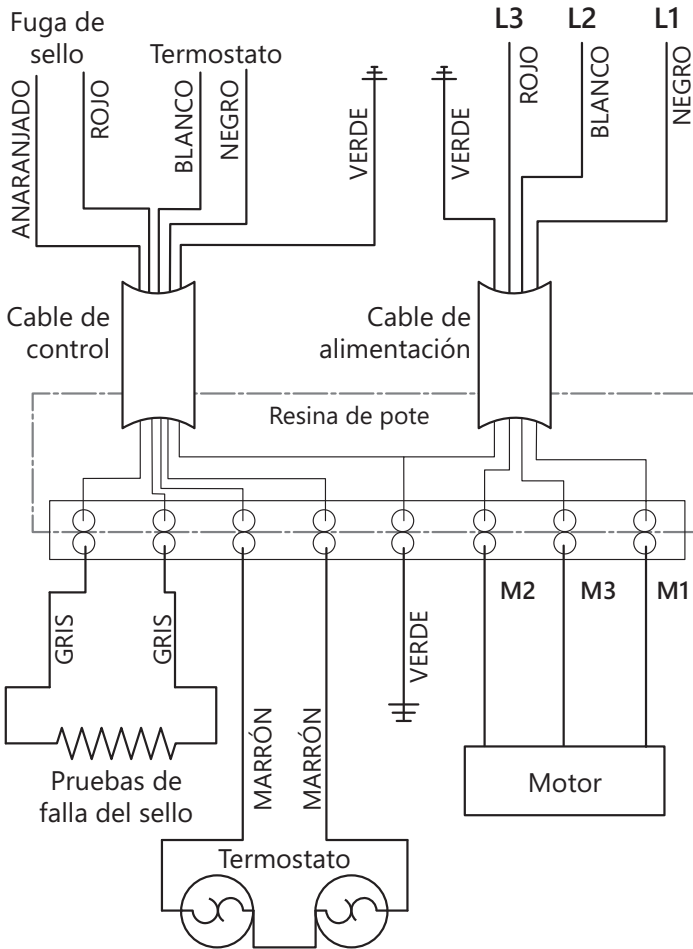 Fuga de
sello
Termostato
L3
L2
L1
ANARANJADO
ROJO
BLANCO
NEGRO
VERDE
VERDE
ROJO
BLANCO
NEGRO
Cable de
control
Cable de
alimentación
Resina de pote
GRIS
GRIS
MARRÓN
MARRÓN
VERDE
M2
M3
M1
Pruebas de
falla del sello
Motor
Termostato